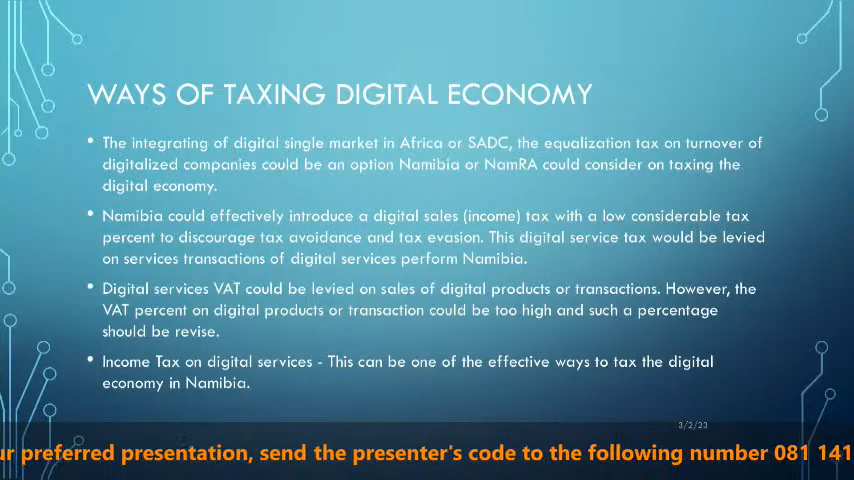 WAYS OF TAXING DIGITAL ECONOMY
• The integrating of digital single market in Africa or SADC, the equalization tax on turnover of
digitalized companies could be an option Namibia or NamRA could consider on taxing the
digital economy.
• Namibia could effectively introduce a digital sales (income) tax with a low considerable tax
percent to discourage tax avoidance and tax evasion. This digital service tax would be levied
on services transactions of digital services perform Namibia.
• Digital services VAT could be levied on sales of digital products or transactions. However, the
VAT percent on digital products or transaction could be too high and such a percentage
should be revise.
• Income Tax on digital services - This can be one of the effective ways to tax the digital
economy in Namibia.
3/2/23
ur preferred presentation, send the presenter's code to the following number 081 141